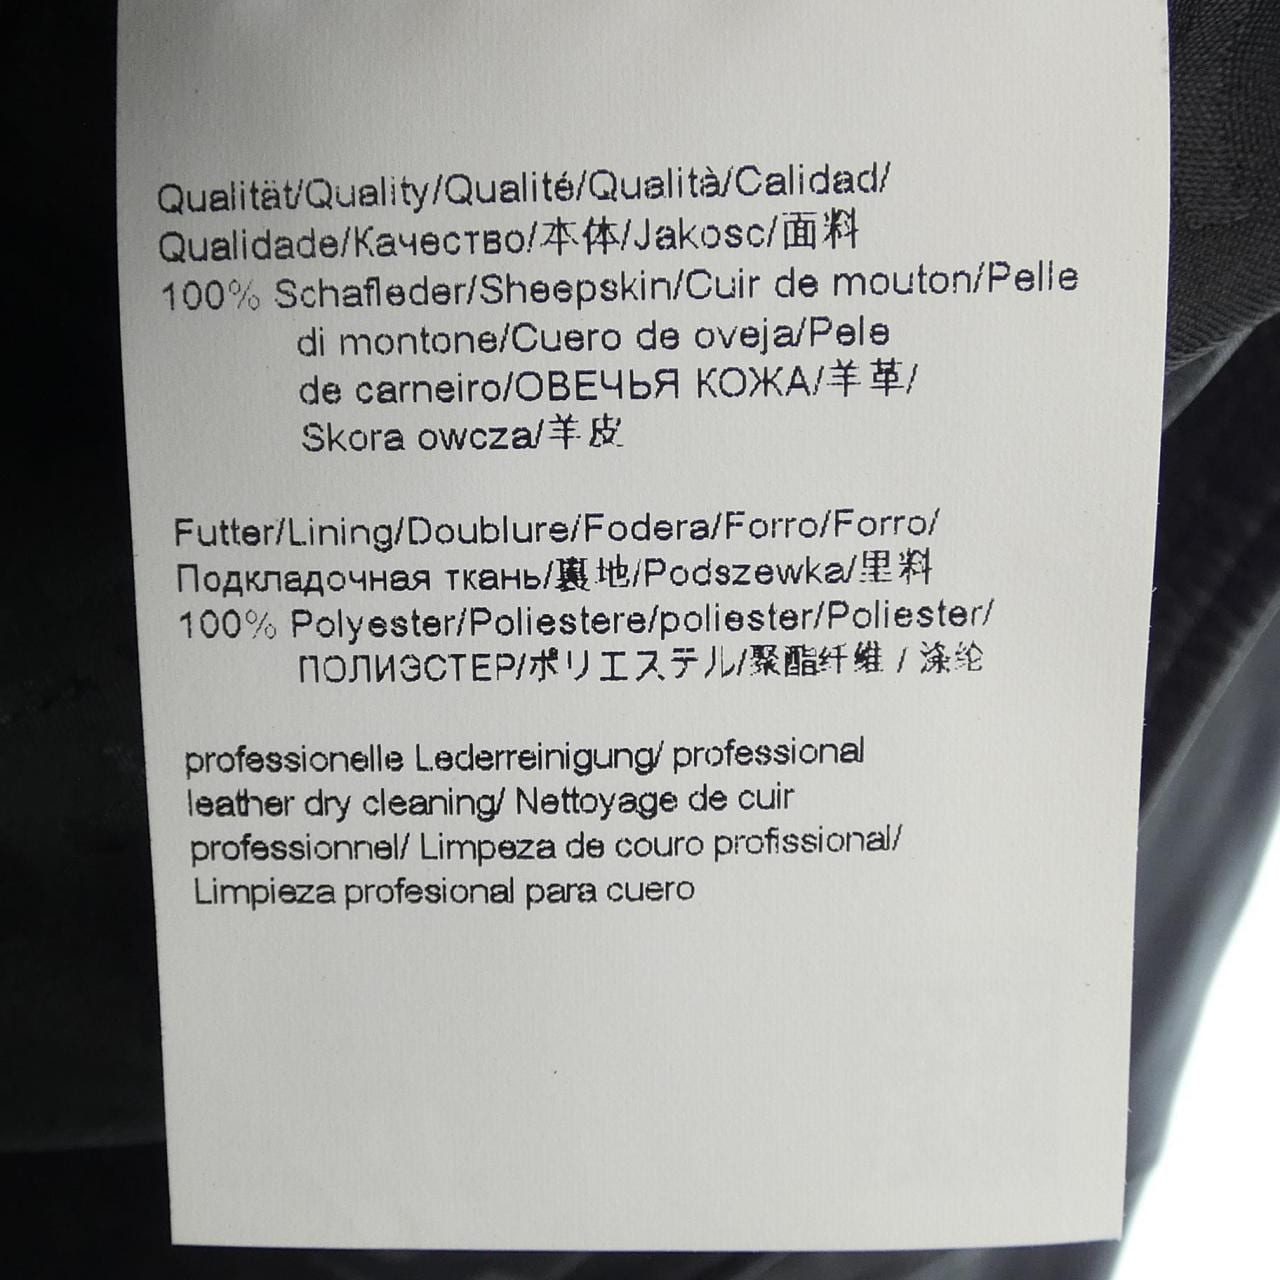 Qualität/Quality/Qualité/Qualità/Calidad/
Qualidade/Качество/本体/Jakosc/面料
100% Schafleder/Sheepskin/Cuir de mouton/Pelle
di montone/Cuero de oveja/Pele
de carneiro/ОВЕЧЬЯ КОЖА/羊革/
Skora owcza/羊皮
Futter/Lining/Doublure/Fodera/Forro/Forro/
Подкладочная ткань/裏地/Podszewka/里料
100% Polyester/Poliestere/poliester/Poliester/
ПОЛИЭСТЕР/ポリエステル/聚酯纤维 /涤纶
professionelle Lederreinigung/ professional
leather dry cleaning/ Nettoyage de cuir
professionnel/ Limpeza de couro profissional/
Limpieza profesional para cuero